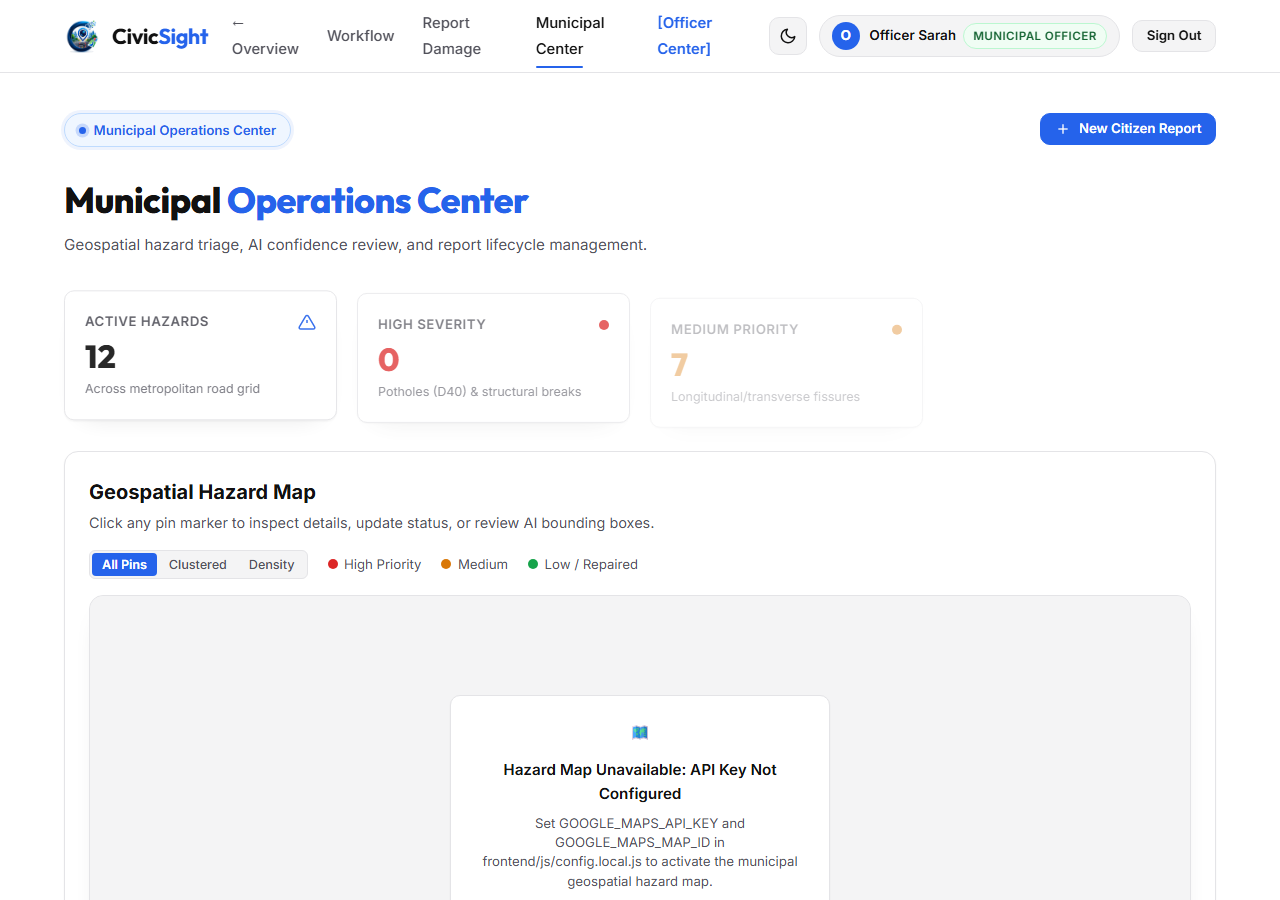 CivicSight
←
Overview
Workflow
Report
Damage
Municipal
Center
[Officer
Center]
O
Officer Sarah
MUNICIPAL OFFICER
Sign Out
Municipal Operations Center
+ New Citizen Report
Municipal Operations Center
Geospatial hazard triage, AI confidence review, and report lifecycle management.
ACTIVE HAZARDS
12
Across metropolitan road grid
HIGH SEVERITY
0
Potholes (D40) & structural breaks
MEDIUM PRIORITY
7
Longitudinal/transverse fissures
Geospatial Hazard Map
Click any pin marker to inspect details, update status, or review AI bounding boxes.
All Pins
Clustered
Density
High Priority
Medium
Low / Repaired
Hazard Map Unavailable: API Key Not
Configured
Set GOOGLE_MAPS_API_KEY and
GOOGLE_MAPS_MAP_ID in
frontend/js/config.local.js to activate the municipal
geospatial hazard map.